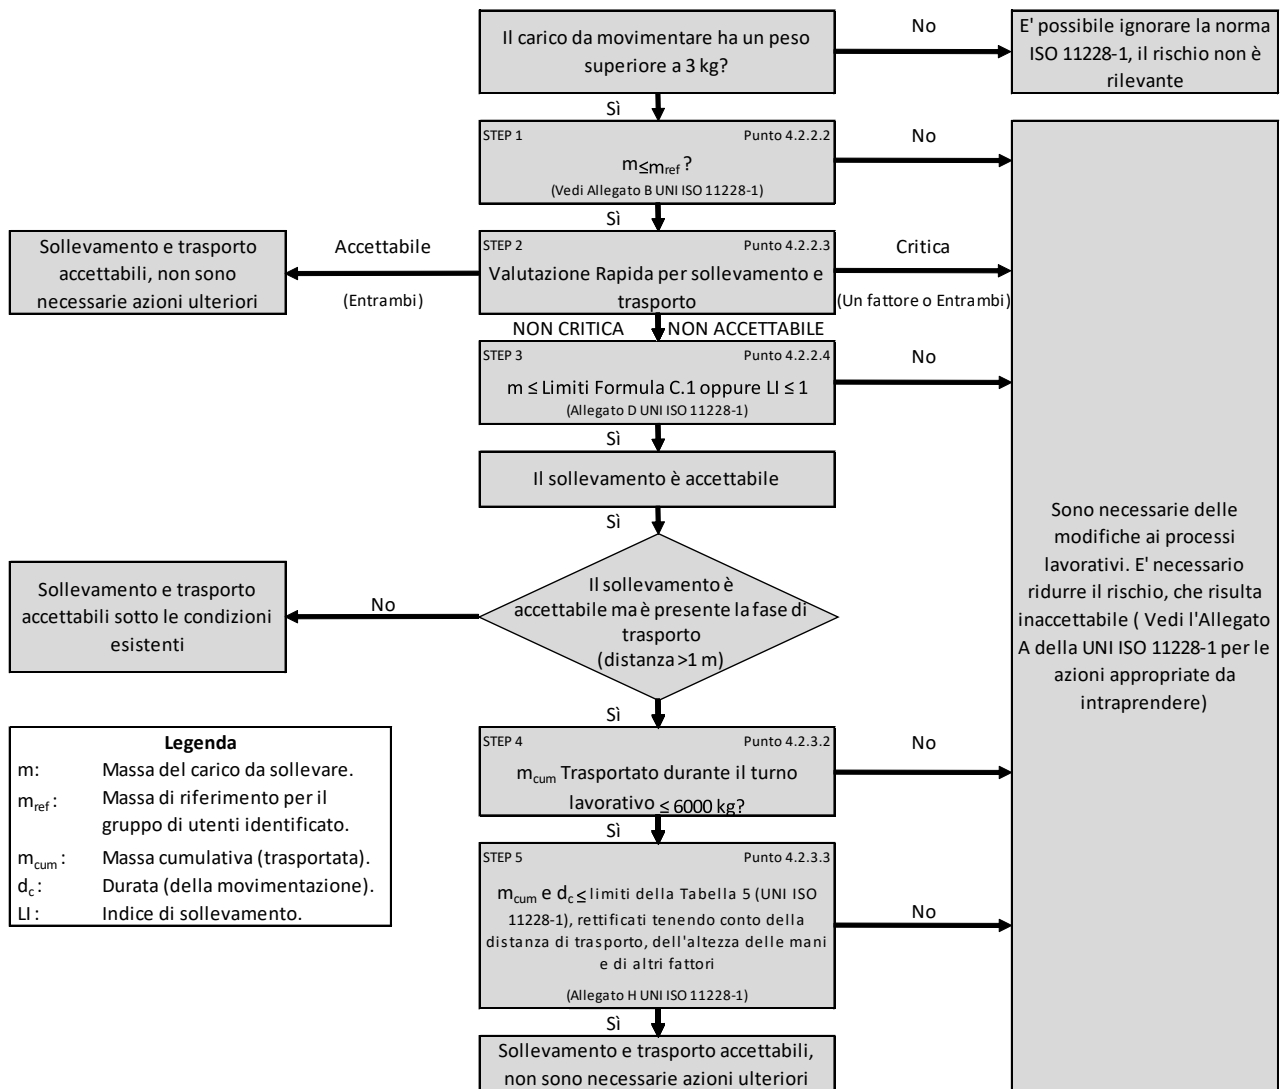 Il carico da movimentare ha un peso
superiore a 3 kg?
No
E' possibile ignorare la norma
ISO 11228-1, il rischio non è
rilevante
Sì
STEP 1 Punto 4.2.2.2
m≤mref ?
(Vedi Allegato B UNI ISO 11228-1)
No
Sì
Sollevamento e trasporto
accettabili, non sono
necessarie azioni ulteriori
Accettabile
(Entrambi)
STEP 2 Punto 4.2.2.3
Valutazione Rapida per sollevamento e
trasporto
Critica
(Un fattore o Entrambi)
NON CRITICA NON ACCETTABILE
STEP 3 Punto 4.2.2.4
m ≤ Limiti Formula C.1 oppure LI ≤ 1
(Allegato D UNI ISO 11228-1)
No
Sì
Il sollevamento è accettabile
Sì
Il sollevamento è
accettabile ma è presente la fase di
trasporto
(distanza >1 m)
No
Sollevamento e trasporto
accettabili sotto le condizioni
esistenti
Sono necessarie delle
modifiche ai processi
lavorativi. E' necessario
ridurre il rischio, che risulta
inaccettabile ( Vedi l'Allegato
A della UNI ISO 11228-1 per le
azioni appropriate da
intraprendere)
Sì
STEP 4 Punto 4.2.3.2
mcum Trasportato durante il turno
lavorativo ≤ 6000 kg?
No
Sì
STEP 5 Punto 4.2.3.3
mcum e dc ≤ limiti della Tabella 5 (UNI ISO
11228-1), rettificati tenendo conto della
distanza di trasporto, dell'altezza delle mani
e di altri fattori
(Allegato H UNI ISO 11228-1)
No
Sì
Sollevamento e trasporto accettabili,
non sono necessarie azioni ulteriori
Legenda
m: Massa del carico da sollevare.
mref : Massa di riferimento per il
gruppo di utenti identificato.
mcum : Massa cumulativa (trasportata).
dc : Durata (della movimentazione).
LI : Indice di sollevamento.